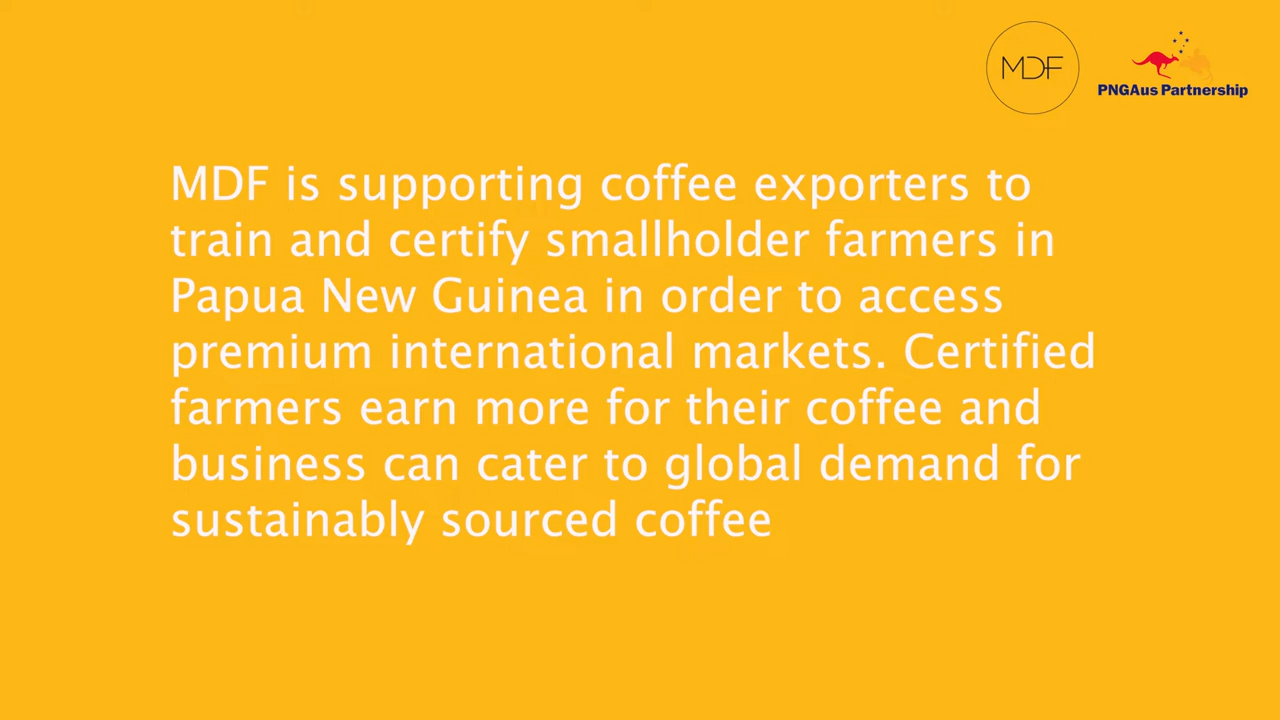 MDF
PNGAus Partnership
MDF is supporting coffee exporters to
train and certify smallholder farmers in
Papua New Guinea in order to access
premium international markets. Certified
farmers earn more for their coffee and
business can cater to global demand for
sustainably sourced coffee